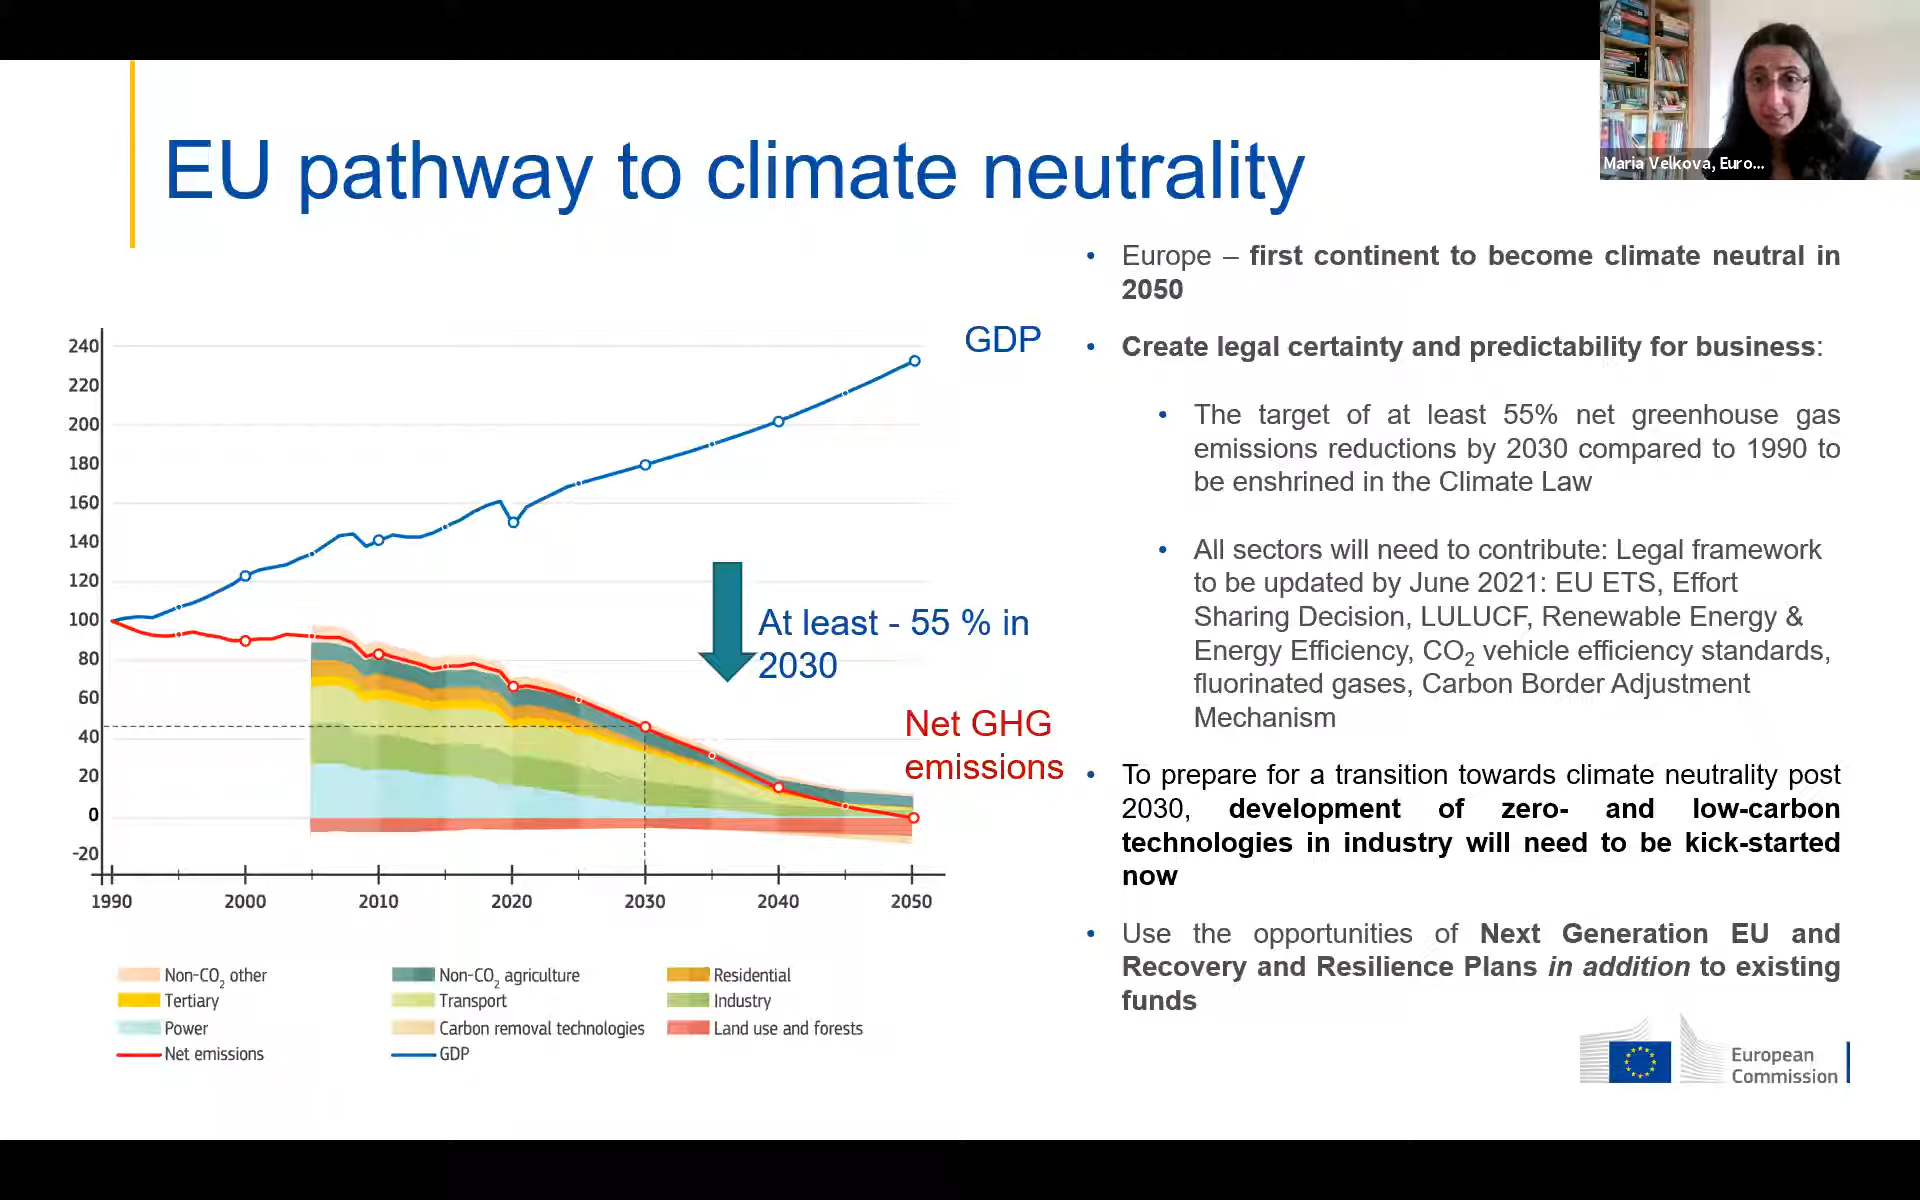 Maria Velkova, Euro...
EU pathway to climate neutrality
240
220
200
180
160
140
120
100
80
60
40
20
0
-20
1990
2000
2010
2020
2030
2040
2050
GDP
At least - 55 % in
2030
Net GHG
emissions
Non-CO2 other
Non-CO2 agriculture
Residential
Tertiary
Transport
Industry
Power
Carbon removal technologies
Land use and forests
Net emissions
GDP
• Europe – first continent to become climate neutral in
2050
• Create legal certainty and predictability for business:
• The target of at least 55% net greenhouse gas
emissions reductions by 2030 compared to 1990 to
be enshrined in the Climate Law
• All sectors will need to contribute: Legal framework
to be updated by June 2021: EU ETS, Effort
Sharing Decision, LULUCF, Renewable Energy &
Energy Efficiency, CO2 vehicle efficiency standards,
fluorinated gases, Carbon Border Adjustment
Mechanism
• To prepare for a transition towards climate neutrality post
2030, development of zero- and low-carbon
technologies in industry will need to be kick-started
now
• Use the opportunities of Next Generation EU and
Recovery and Resilience Plans in addition to existing
funds
European
Commission